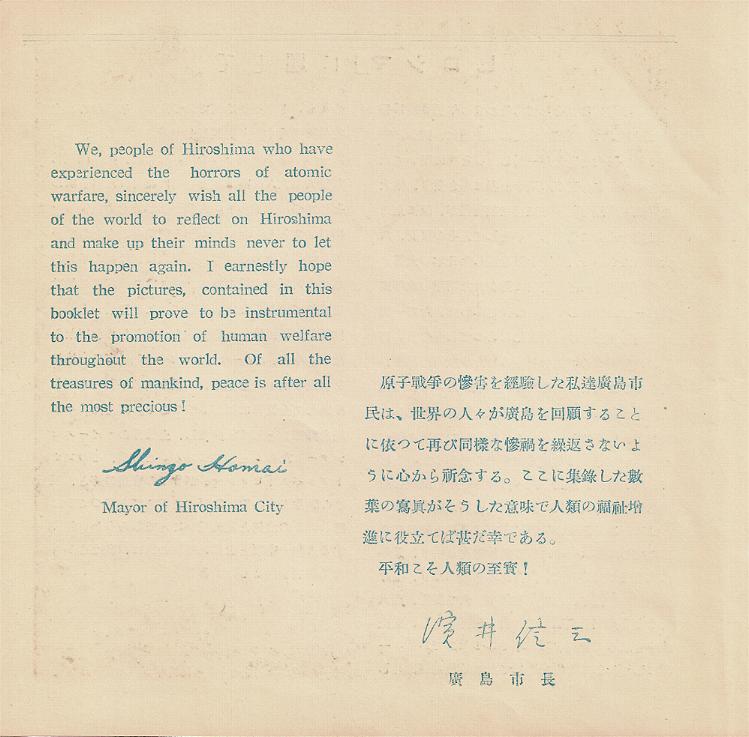 We, people of Hiroshima who have
experienced the horrors of atomic
warfare, sincerely wish all the people
of the world to reflect on Hiroshima
and make up their minds never to let
this happen again. I earnestly hope
that the pictures, contained in this
booklet will prove to be instrumental
to the promotion of human welfare
throughout the world. Of all the
treasures of mankind, peace is after all
the most precious!
Shinzo Hamai
Mayor of Hiroshima City
原子戰爭の慘害を經驗した私達廣島市
民は、世界の人々が廣島を回顧すること
に依つて再び同樣な慘禍を繰返さないよ
うに心から祈念する。ここに集錄した數
葉の寫眞がそうした意味で人類の福祉增
進に役立てば甚だ幸である。
平和こそ人類の至寶！
濱井信三
廣島市長